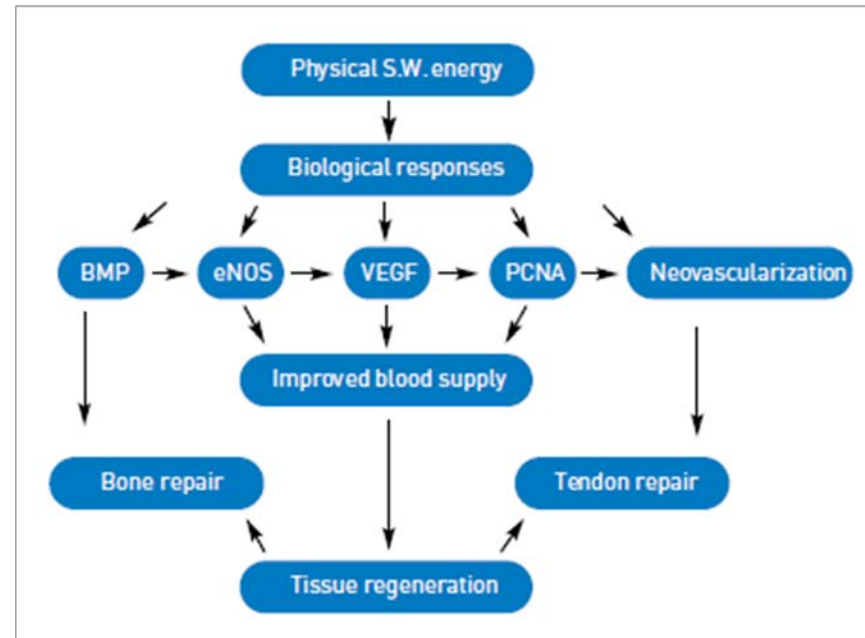 Physical S.W. energy
Biological responses
BMP
eNOS
VEGF
PCNA
Neovascularization
Improved blood supply
Bone repair
Tendon repair
Tissue regeneration